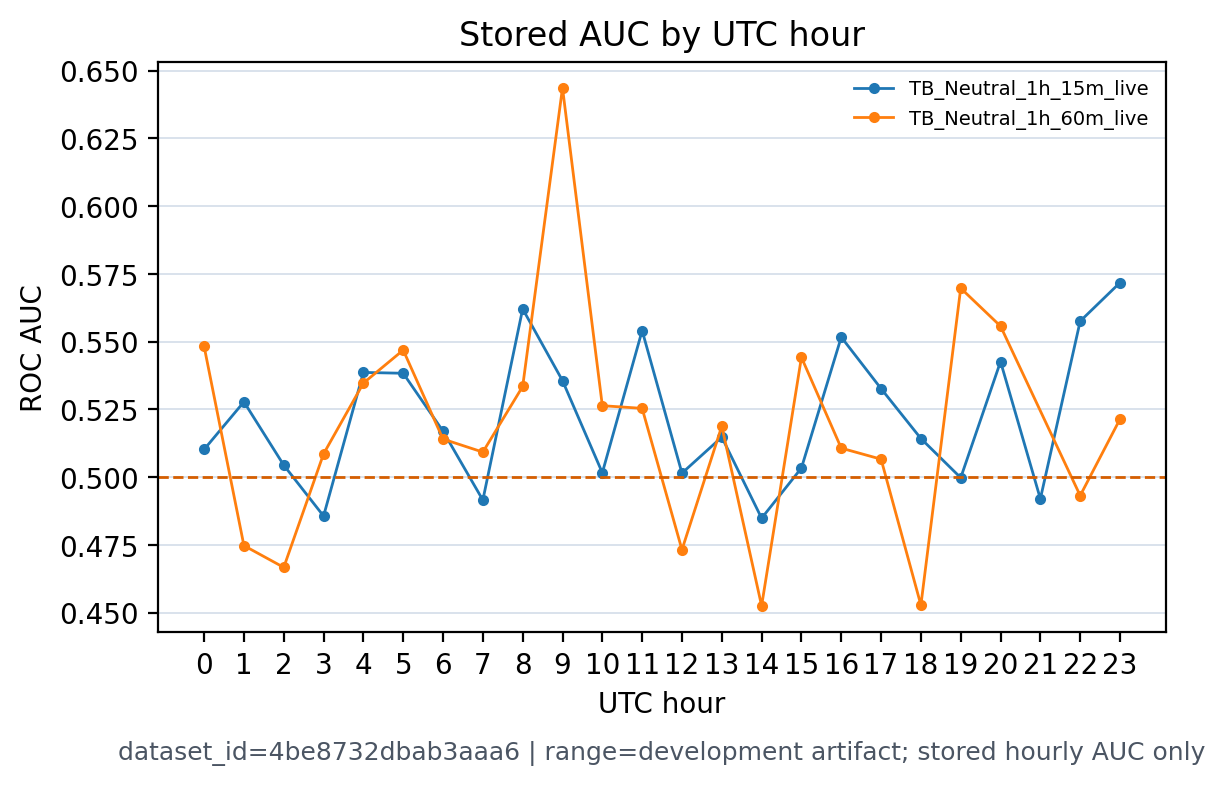 Stored AUC by UTC hour
TB_Neutral_1h_15m_live
TB_Neutral_1h_60m_live
0.650
0.625
0.600
0.575
0.550
0.525
0.500
0.475
0.450
ROC AUC
0 1 2 3 4 5 6 7 8 9 10 11 12 13 14 15 16 17 18 19 20 21 22 23
UTC hour
dataset_id=4be8732dbab3aaa6 | range=development artifact; stored hourly AUC only